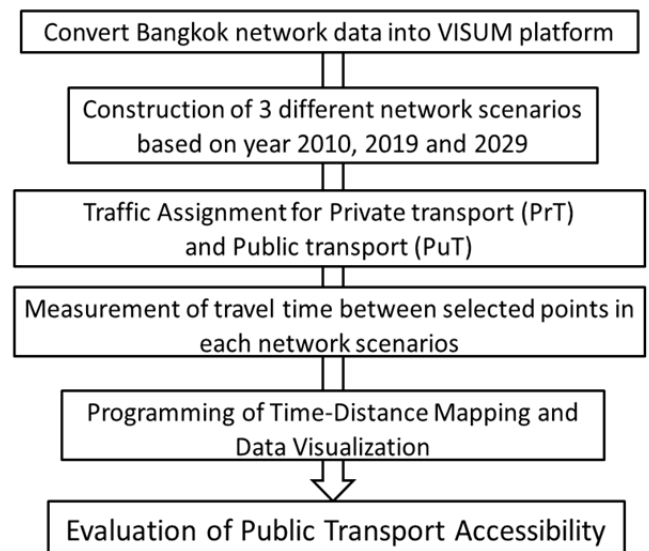 Convert Bangkok network data into VISUM platform
Construction of 3 different network scenarios
based on year 2010, 2019 and 2029
Traffic Assignment for Private transport (PrT)
and Public transport (PuT)
Measurement of travel time between selected points in
each network scenarios
Programming of Time-Distance Mapping and
Data Visualization
Evaluation of Public Transport Accessibility